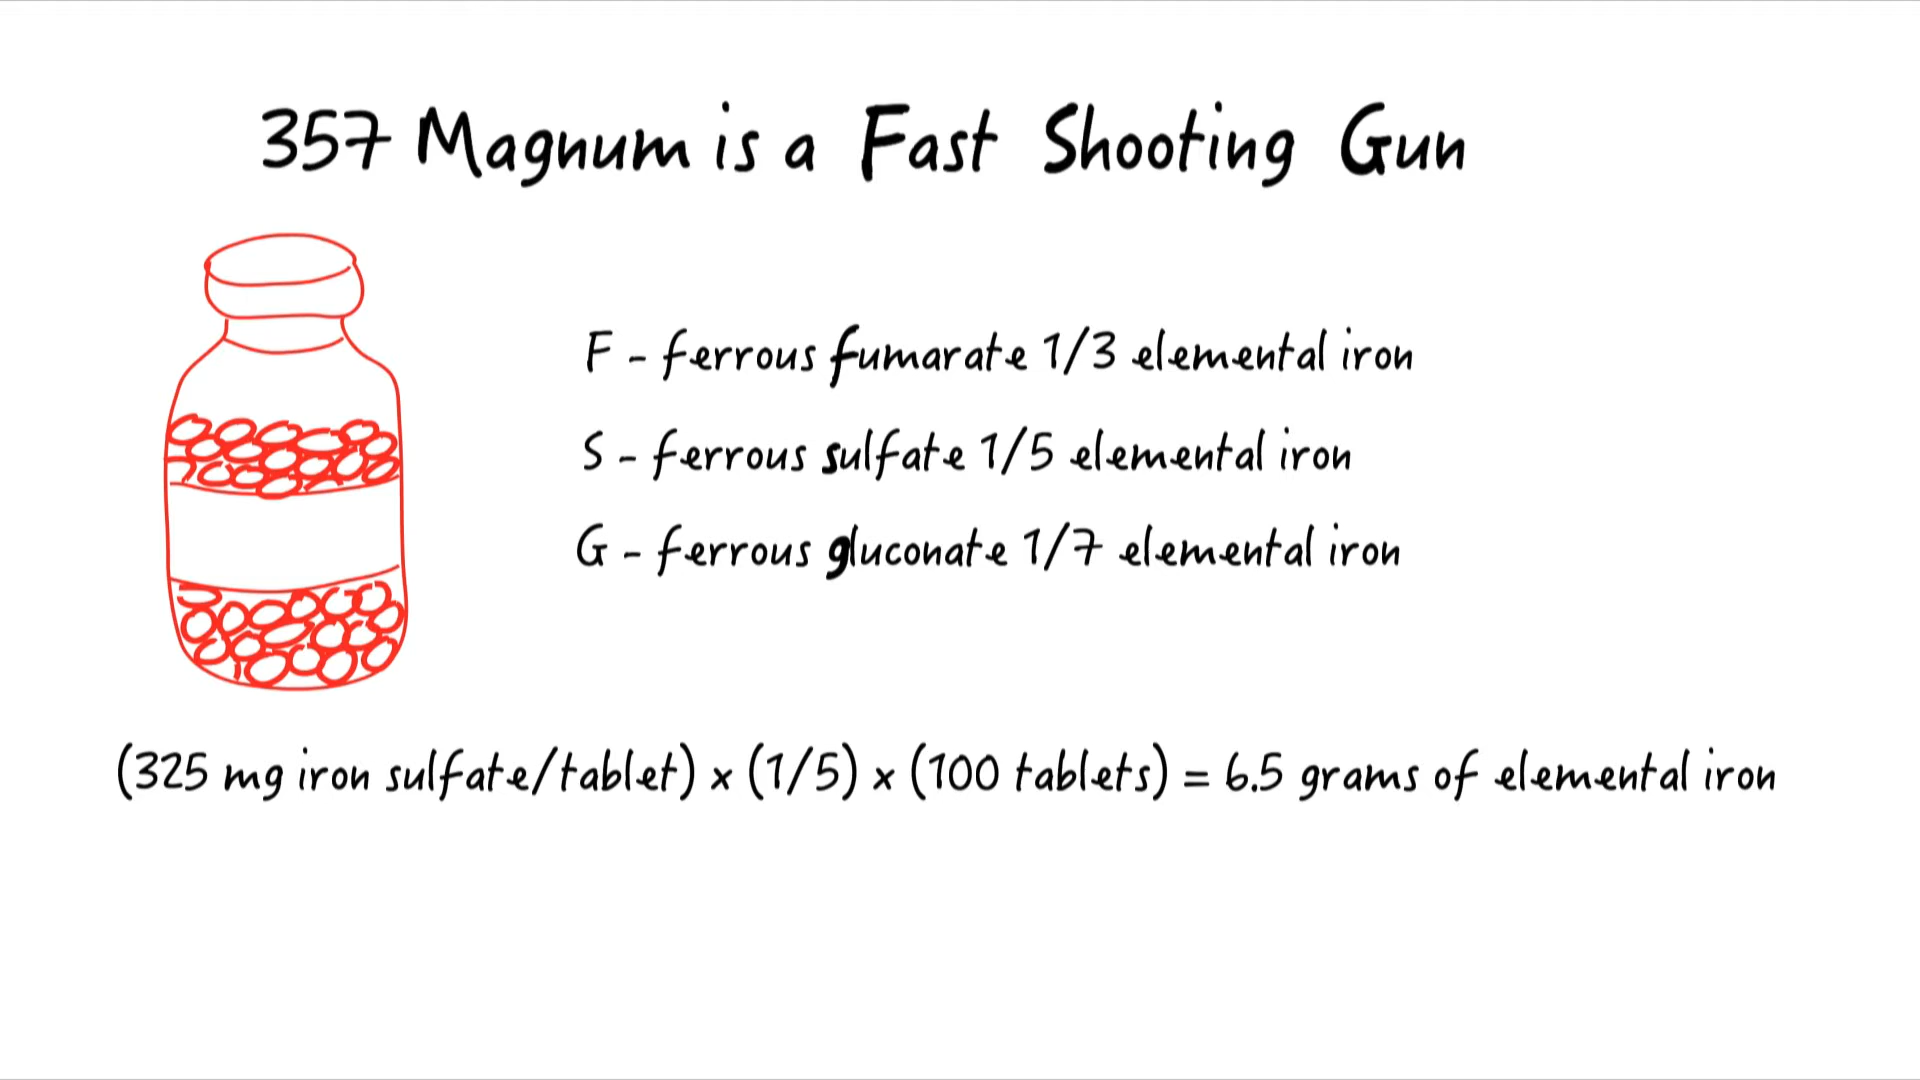 357 Magnum is a Fast Shooting Gun
F - ferrous fumarate 1/3 elemental iron
S - ferrous sulfate 1/5 elemental iron
G - ferrous gluconate 1/7 elemental iron
(325 mg iron sulfate/tablet) x (1/5) x (100 tablets) = 6.5 grams of elemental iron